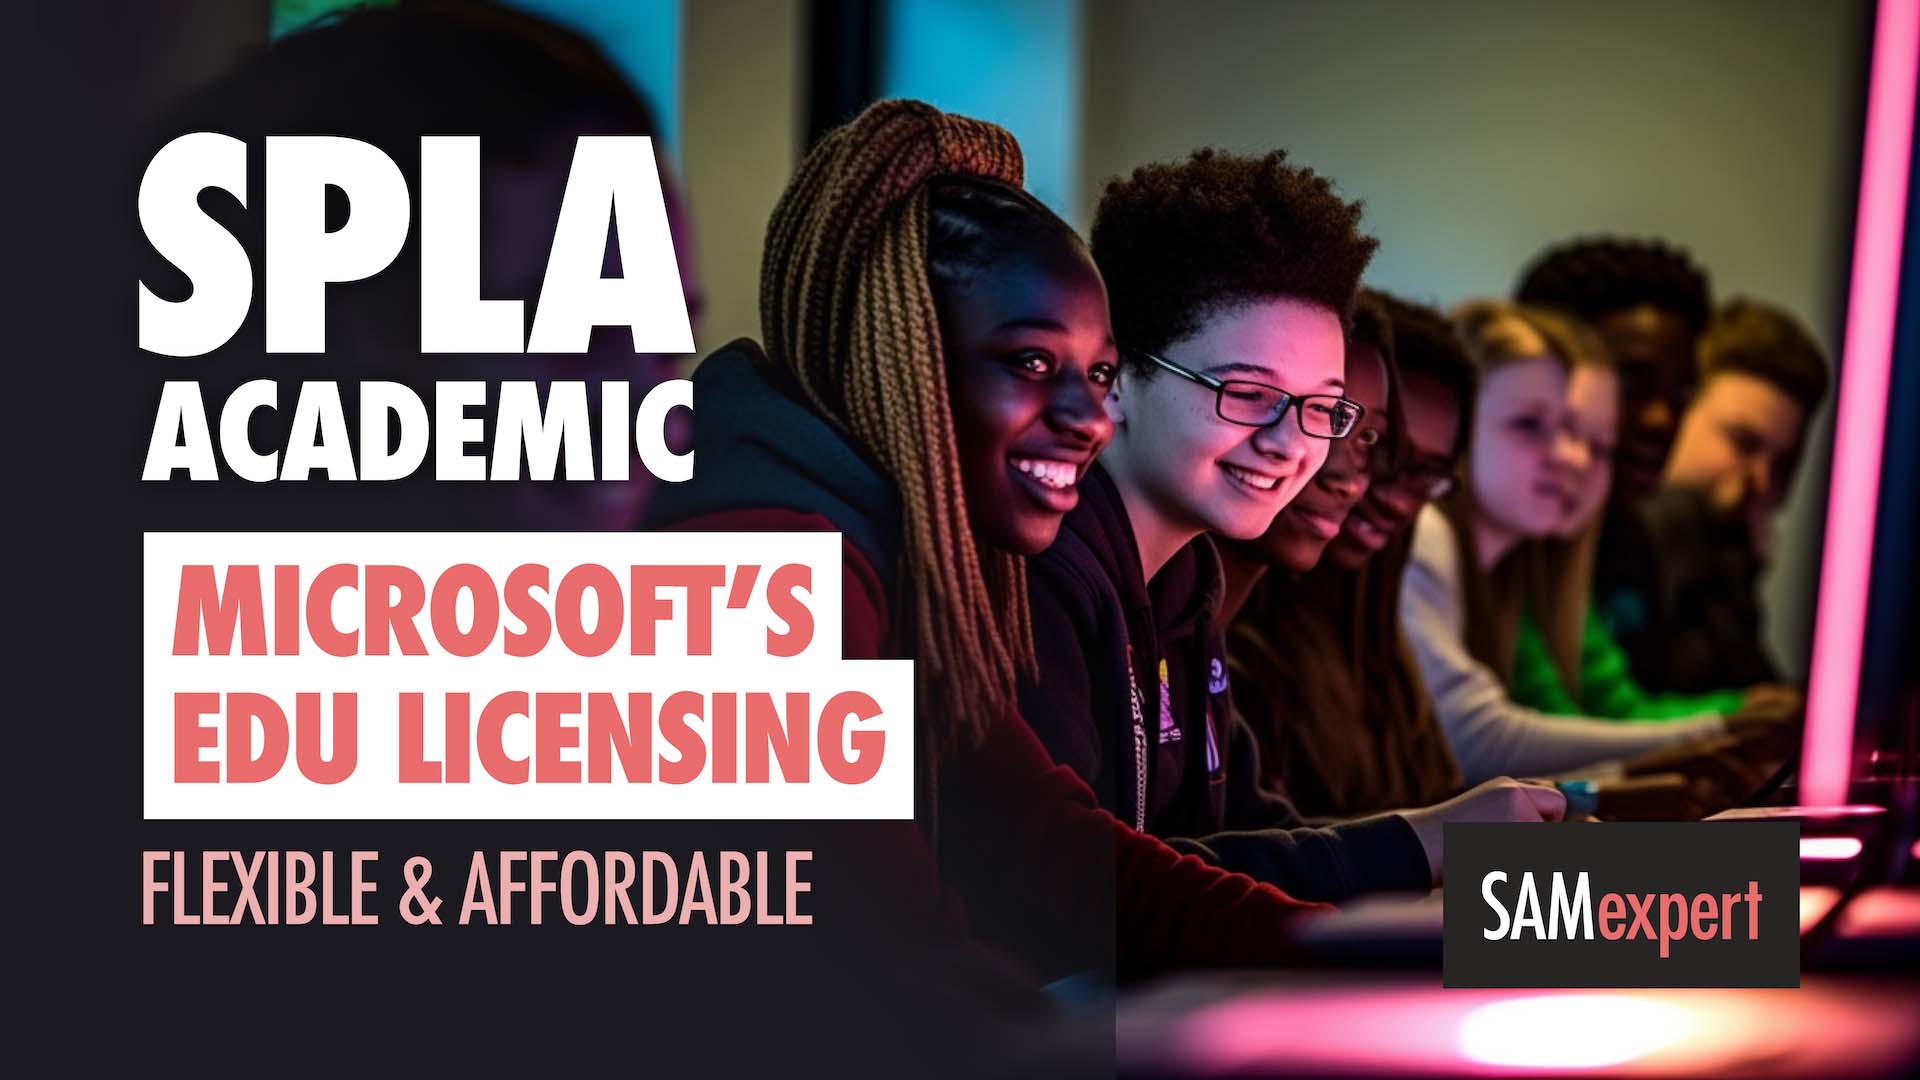 SPLA
ACADEMIC
MICROSOFT’S
EDU LICENSING
FLEXIBLE & AFFORDABLE
SAMexpert